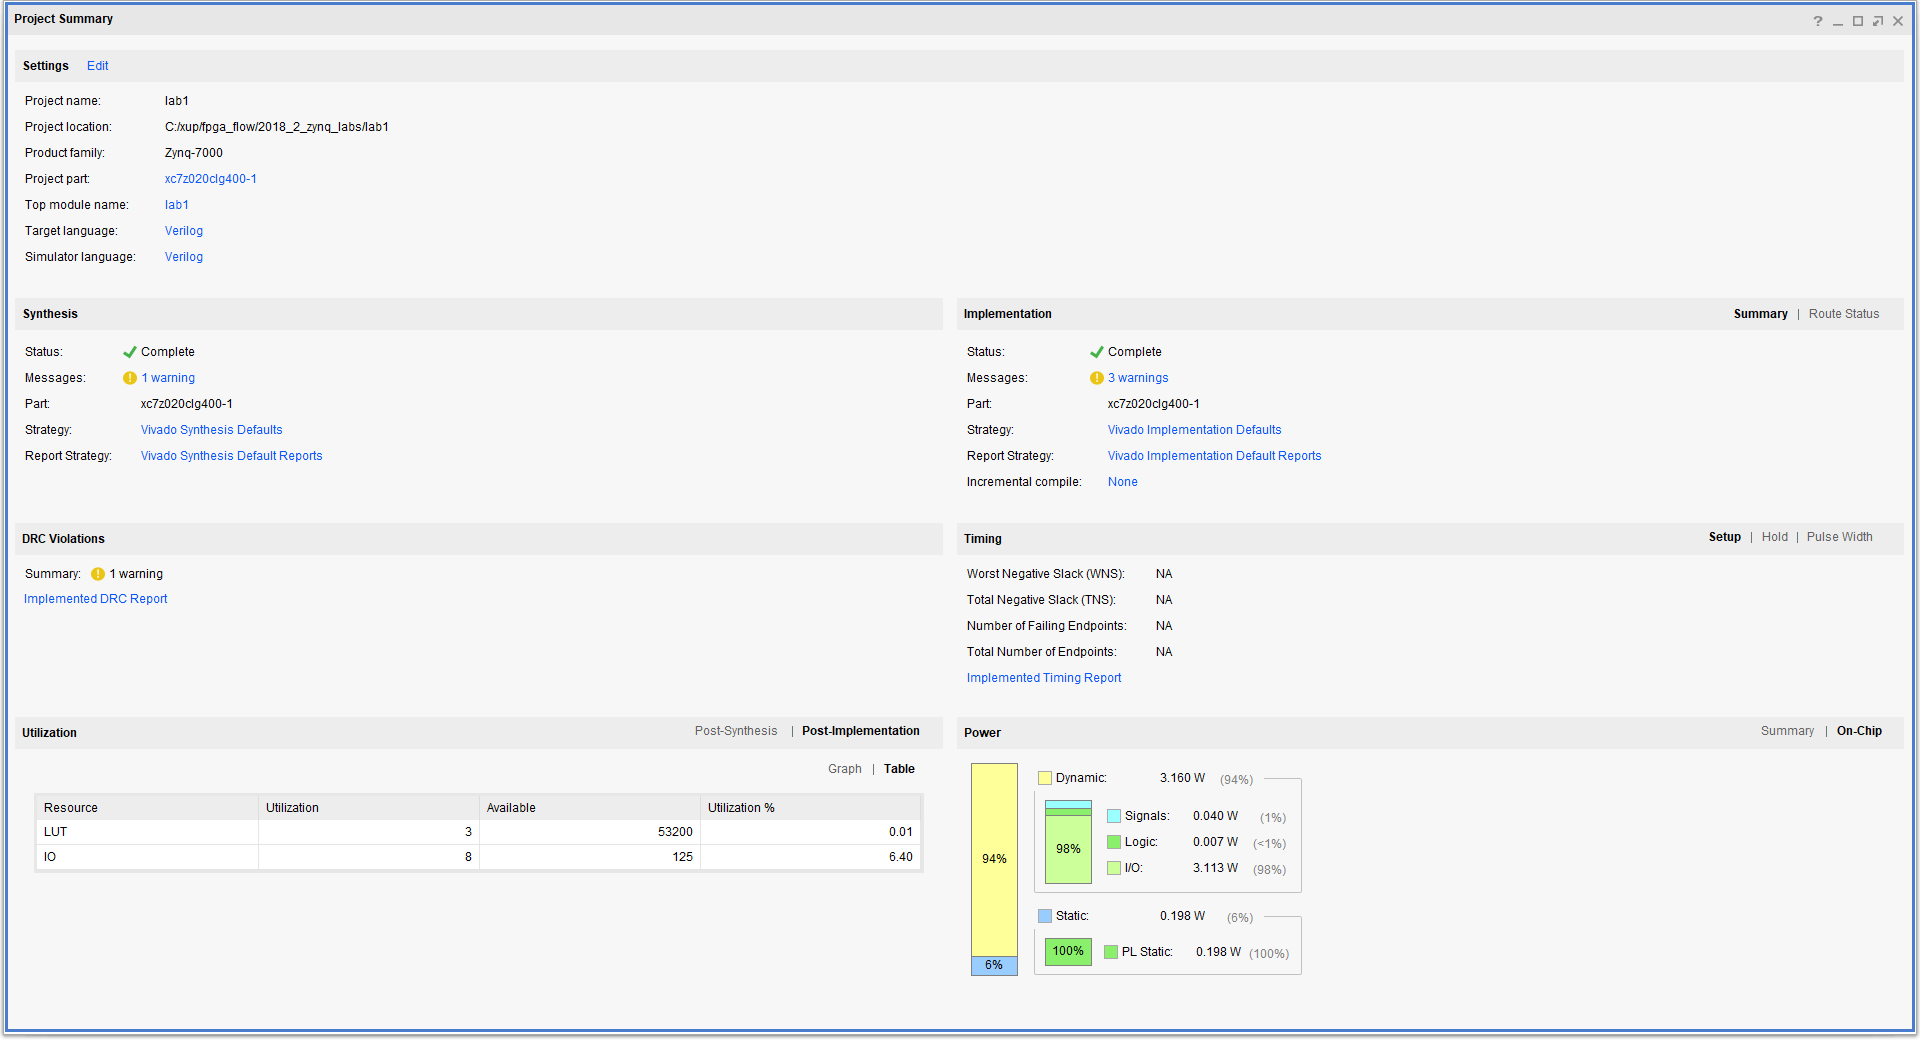 Project Summary
?
Settings Edit
Project name: lab1
Project location: C:/xup/fpga_flow/2018_2_zynq_labs/lab1
Product family: Zynq-7000
Project part: xc7z020clg400-1
Top module name: lab1
Target language: Verilog
Simulator language: Verilog
Synthesis
Status: Complete
Messages: 1 warning
Part: xc7z020clg400-1
Strategy: Vivado Synthesis Defaults
Report Strategy: Vivado Synthesis Default Reports
Implementation Summary | Route Status
Status: Complete
Messages: 3 warnings
Part: xc7z020clg400-1
Strategy: Vivado Implementation Defaults
Report Strategy: Vivado Implementation Default Reports
Incremental compile: None
DRC Violations
Summary: 1 warning
Implemented DRC Report
Timing Setup | Hold | Pulse Width
Worst Negative Slack (WNS): NA
Total Negative Slack (TNS): NA
Number of Failing Endpoints: NA
Total Number of Endpoints: NA
Implemented Timing Report
Utilization Post-Synthesis | Post-Implementation
Graph | Table
Resource Utilization Available Utilization %
LUT 3 53200 0.01
IO 8 125 6.40
Power Summary | On-Chip
94%
6%
Dynamic: 3.160 W (94%)
98%
Signals: 0.040 W (1%)
Logic: 0.007 W (<1%)
I/O: 3.113 W (98%)
Static: 0.198 W (6%)
100% PL Static: 0.198 W (100%)